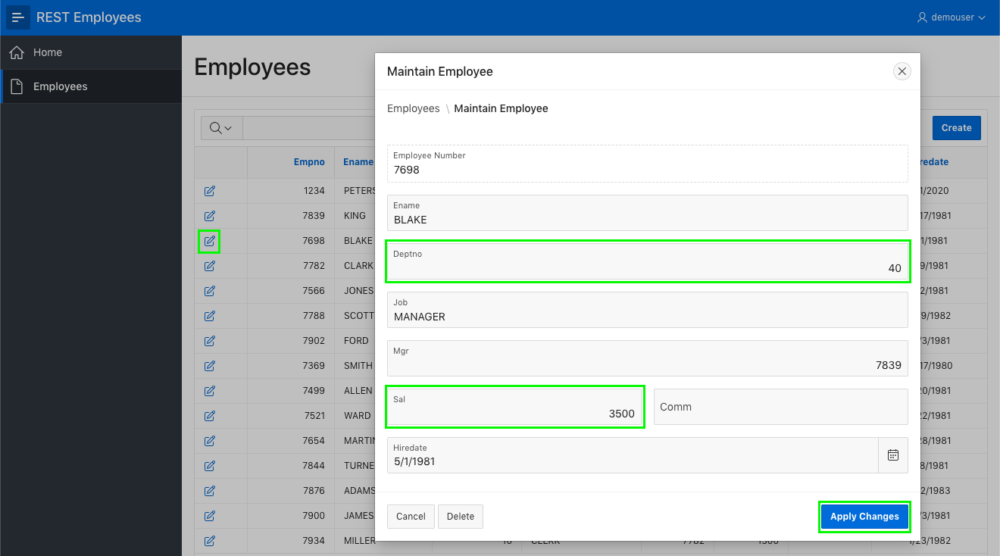 REST Employees
demouser
Home
Employees
Employees
Create
Empno Ename
1234 PETERS
7839 KING
7698 BLAKE
7782 CLARK
7566 JONES
7788 SCOTT
7902 FORD
7369 SMITH
7499 ALLEN
7521 WARD
7654 MARTIN
7844 TURNE
7876 ADAMS
7900 JAMES
7934 MILLER
Maintain Employee
Employees \ Maintain Employee
Employee Number
7698
Ename
BLAKE
Deptno
40
Job
MANAGER
Mgr
7839
Sal
3500
Comm
Hiredate
5/1/1981
Cancel Delete Apply Changes
redate
1/2020
17/1981
1/1981
9/1981
2/1981
9/1982
/3/1981
17/1980
20/1981
22/1981
28/1981
8/1981
2/1983
/3/1981
1/23/1982